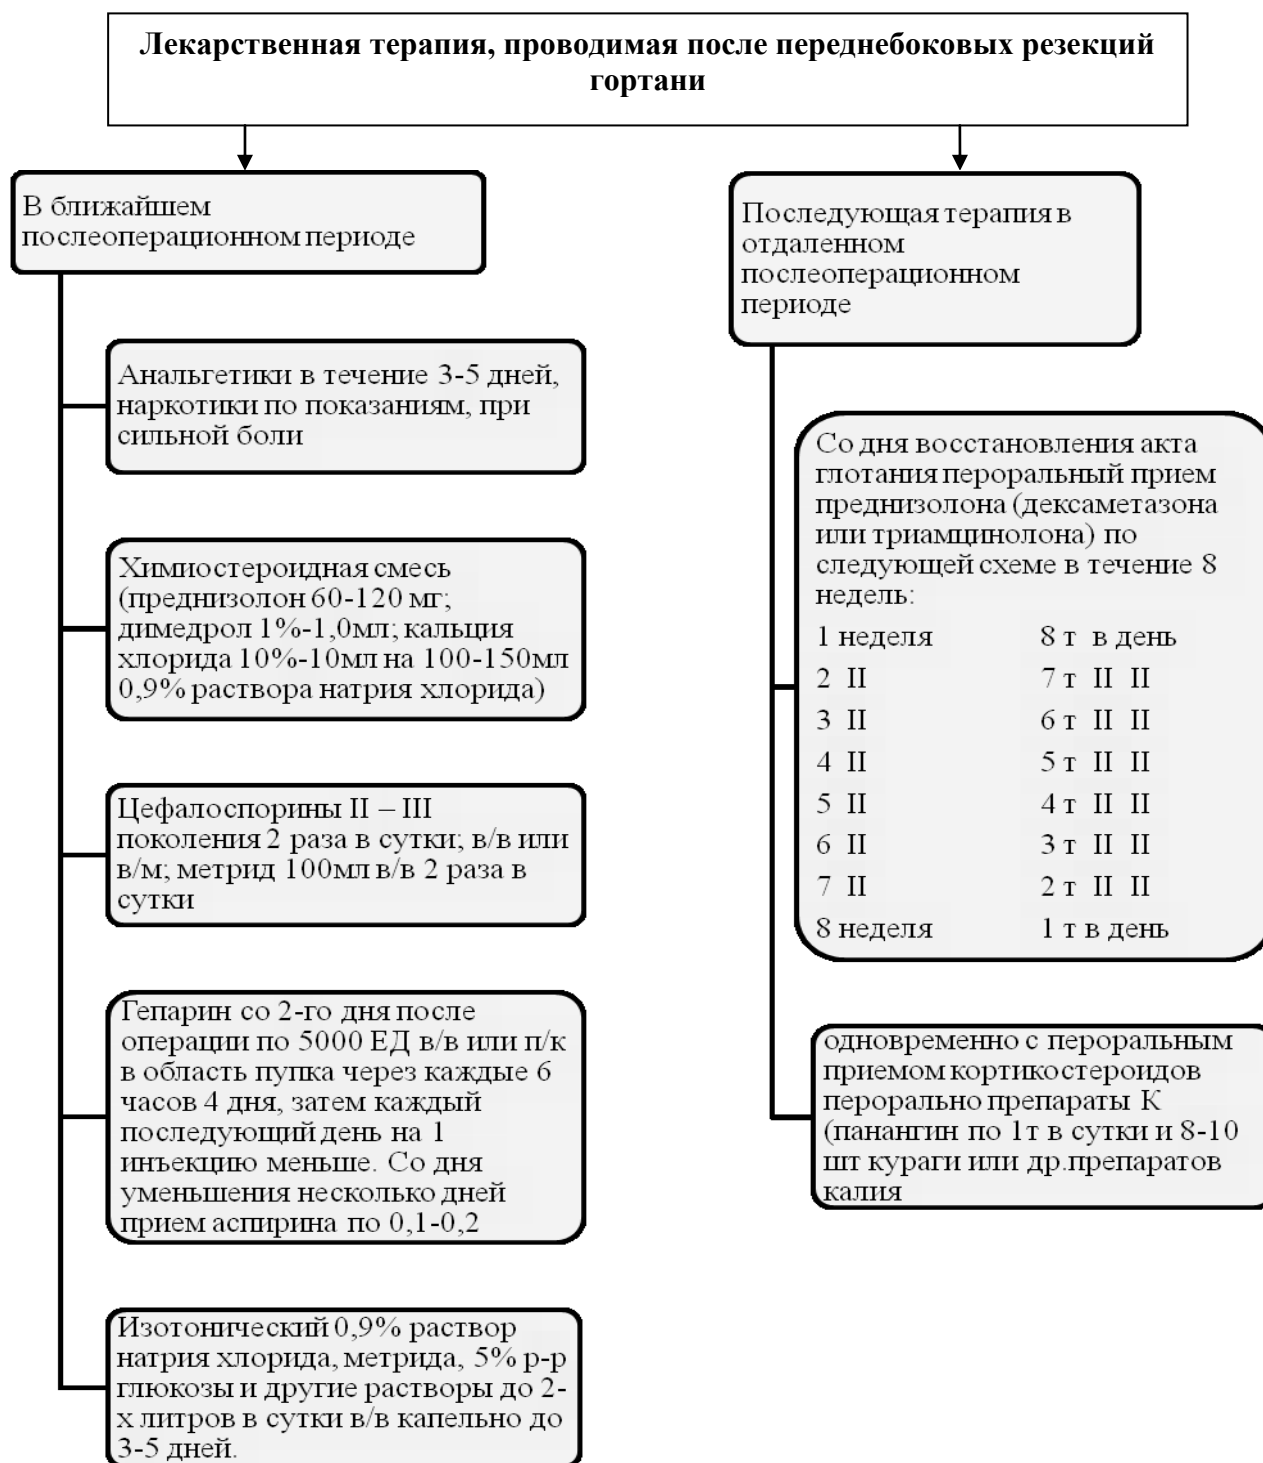 Лекарственная терапия, проводимая после переднебоковых резекций
гортани
В ближайшем
послеоперационном периоде
Анальгетики в течение 3-5 дней,
наркотики по показаниям, при
сильной боли
Химиостероидная смесь
(преднизолон 60-120 мг;
димедрол 1%-1,0мл; кальция
хлорида 10%-10мл на 100-150мл
0,9% раствора натрия хлорида)
Цефалоспорины II – III
поколения 2 раза в сутки; в/в или
в/м; метрид 100мл в/в 2 раза в
сутки
Гепарин со 2-го дня после
операции по 5000 ЕД в/в или п/к
в область пупка через каждые 6
часов 4 дня, затем каждый
последующий день на 1
инъекцию меньше. Со дня
уменьшения несколько дней
прием аспирина по 0,1-0,2
Изотонический 0,9% раствор
натрия хлорида, метрида, 5% р-р
глюкозы и другие растворы до 2-
х литров в сутки в/в капельно до
3-5 дней.
Последующая терапия в
отдаленном
послеоперационном
периоде
Со дня восстановления акта
глотания пероральный прием
преднизолона (дексаметазона
или триамцинолона) по
следующей схеме в течение 8
недель:
1 неделя 8 т в день
2 II 7 т II II
3 II 6 т II II
4 II 5 т II II
5 II 4 т II II
6 II 3 т II II
7 II 2 т II II
8 неделя 1 т в день
одновременно с пероральным
приемом кортикостероидов
перорально препараты К
(панангин по 1т в сутки и 8-10
шт кураги или др.препаратов
калия